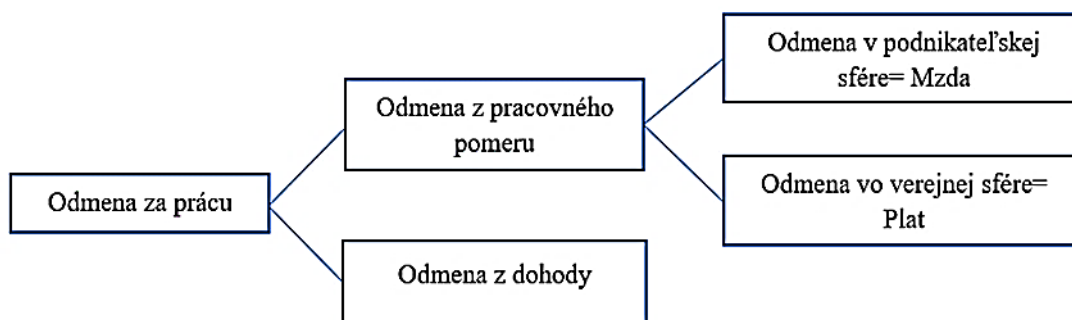 Odmena za prácu
Odmena z pracovného
pomeru
Odmena z dohody
Odmena v podnikateľskej
sfére= Mzda
Odmena vo verejnej sfére=
Plat